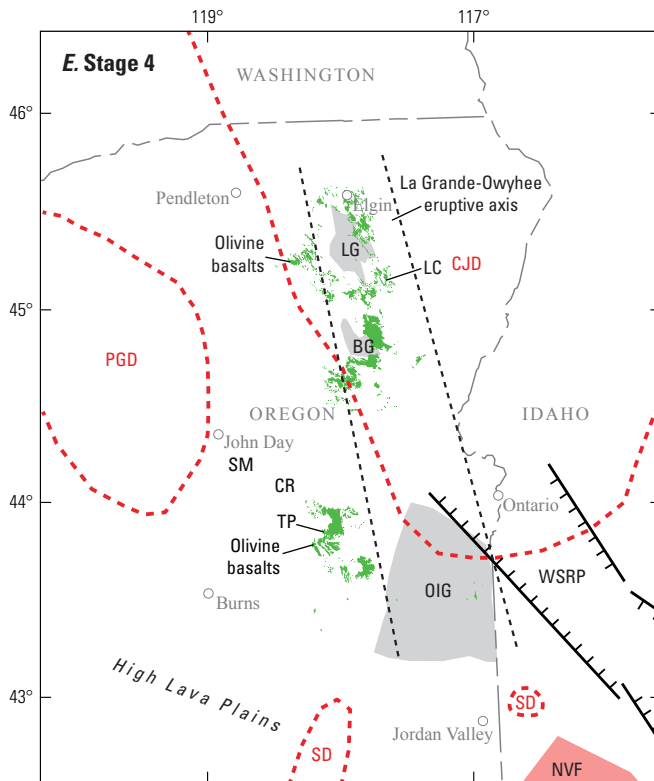 119°
117°
E. Stage 4
WASHINGTON
46°
Pendleton
Elgin
La Grande-Owyhee
eruptive axis
Olivine
basalts
LG
LC
CJD
45°
BG
PGD
OREGON
IDAHO
John Day
SM
CR
44°
Ontario
TP
Olivine
basalts
WSRP
OIG
Burns
High Lava Plains
43°
SD
Jordan Valley
SD
NVF